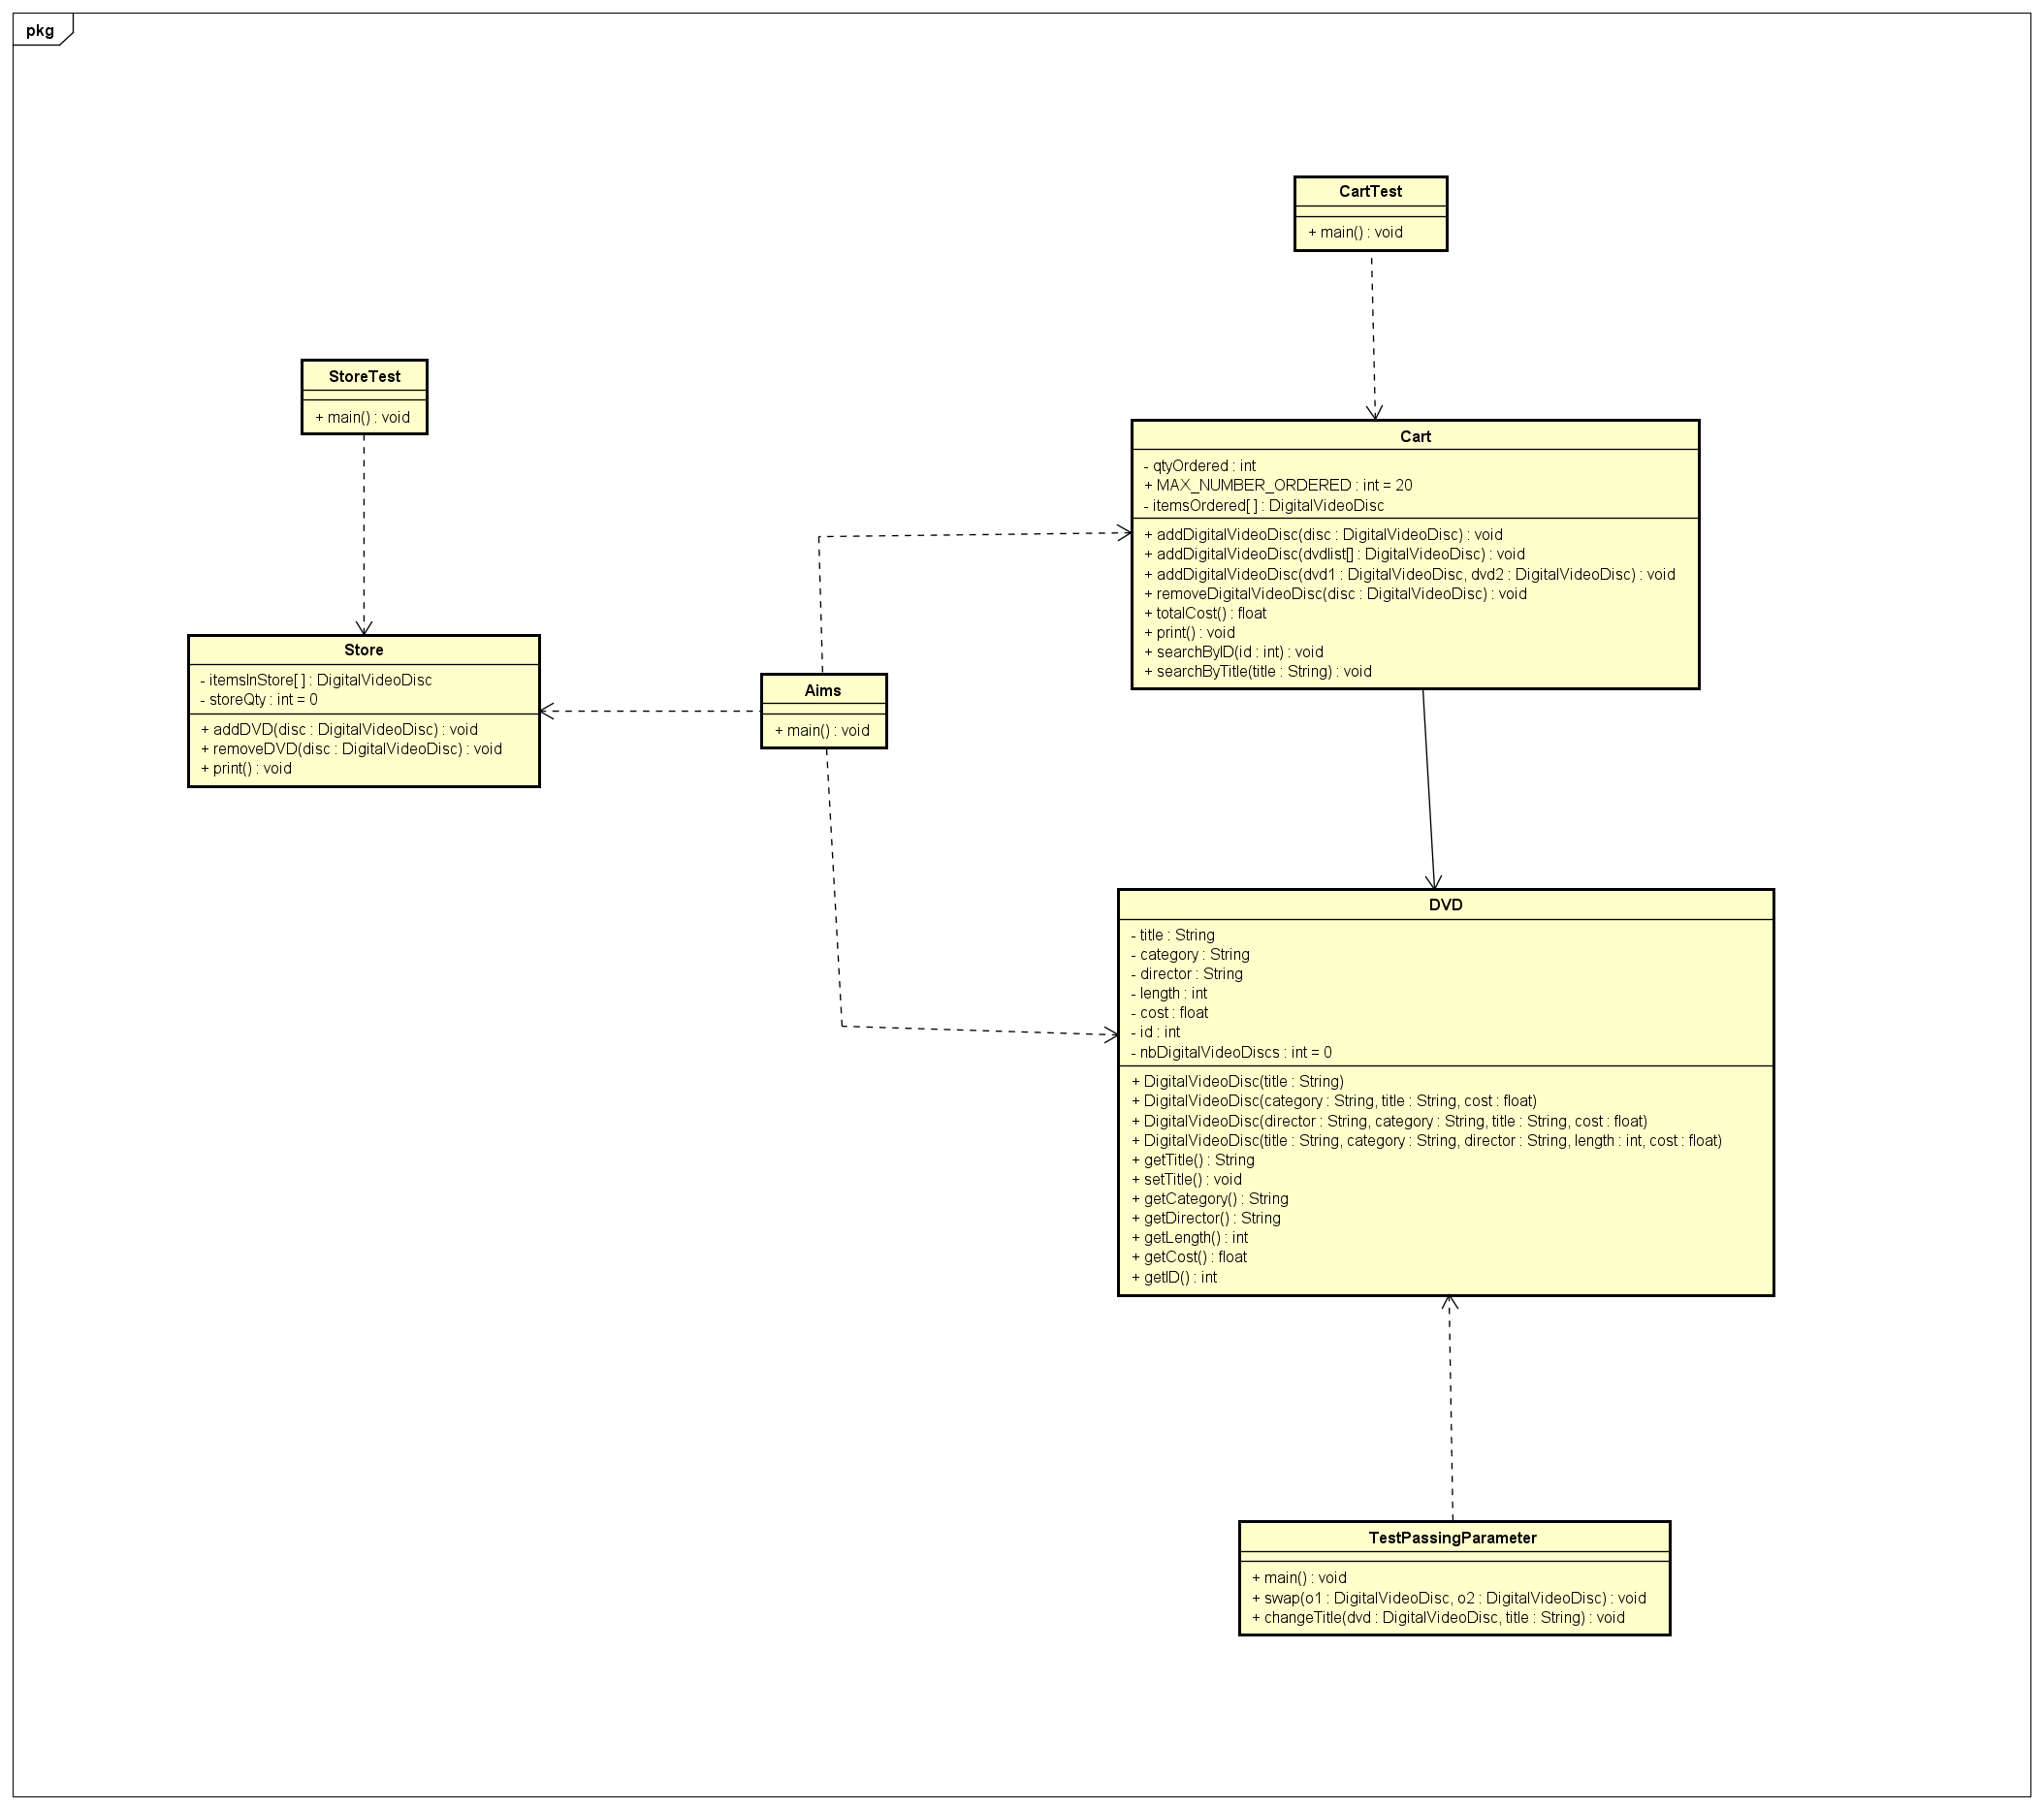 pkg
CartTest
+ main() : void
StoreTest
+ main() : void
Cart
- qtyOrdered : int
+ MAX_NUMBER_ORDERED : int = 20
- itemsOrdered[ ] : DigitalVideoDisc
+ addDigitalVideoDisc(disc : DigitalVideoDisc) : void
+ addDigitalVideoDisc(dvdlist[] : DigitalVideoDisc) : void
+ addDigitalVideoDisc(dvd1 : DigitalVideoDisc, dvd2 : DigitalVideoDisc) : void
+ removeDigitalVideoDisc(disc : DigitalVideoDisc) : void
+ totalCost() : float
+ print() : void
+ searchByID(id : int) : void
+ searchByTitle(title : String) : void
Store
- itemsInStore[ ] : DigitalVideoDisc
- storeQty : int = 0
+ addDVD(disc : DigitalVideoDisc) : void
+ removeDVD(disc : DigitalVideoDisc) : void
+ print() : void
Aims
+ main() : void
DVD
- title : String
- category : String
- director : String
- length : int
- cost : float
- id : int
- nbDigitalVideoDiscs : int = 0
+ DigitalVideoDisc(title : String)
+ DigitalVideoDisc(category : String, title : String, cost : float)
+ DigitalVideoDisc(director : String, category : String, title : String, cost : float)
+ DigitalVideoDisc(title : String, category : String, director : String, length : int, cost : float)
+ getTitle() : String
+ setTitle() : void
+ getCategory() : String
+ getDirector() : String
+ getLength() : int
+ getCost() : float
+ getID() : int
TestPassingParameter
+ main() : void
+ swap(o1 : DigitalVideoDisc, o2 : DigitalVideoDisc) : void
+ changeTitle(dvd : DigitalVideoDisc, title : String) : void